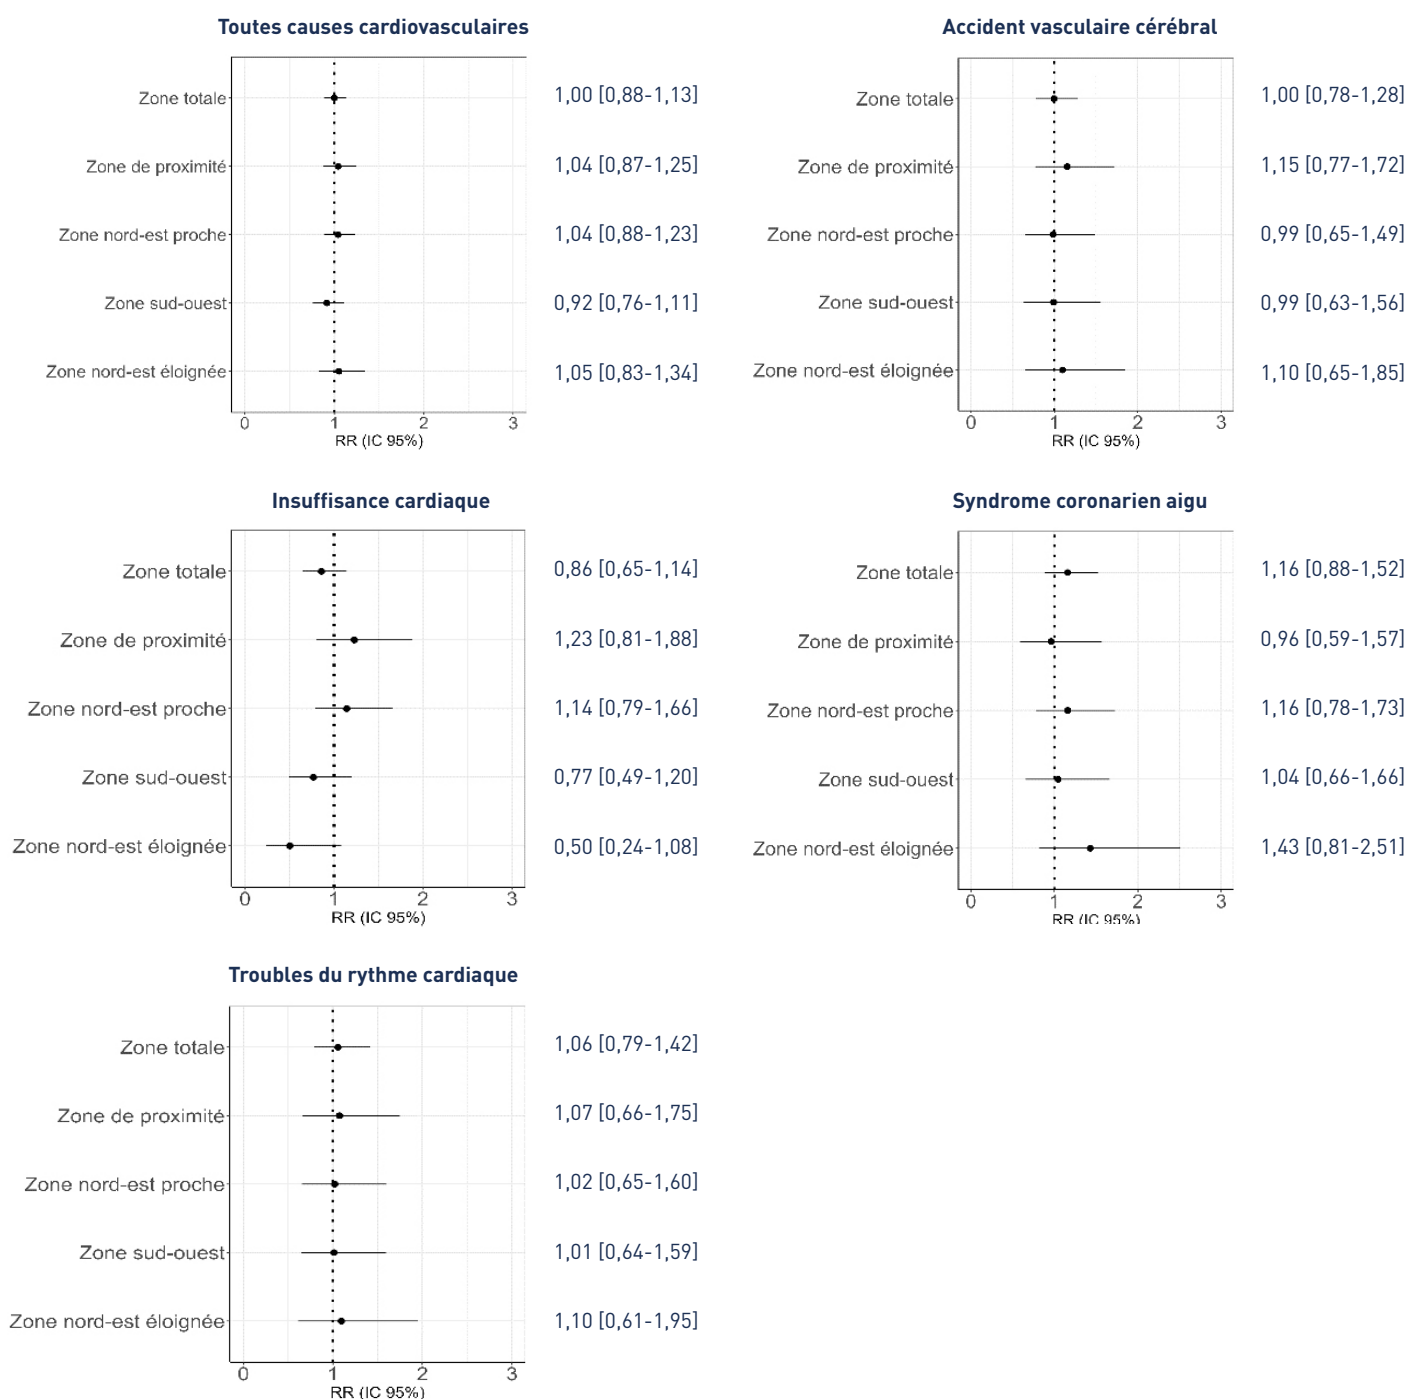 Toutes causes cardiovasculaires
Zone totale 1,00 [0,88-1,13]
Zone de proximité 1,04 [0,87-1,25]
Zone nord-est proche 1,04 [0,88-1,23]
Zone sud-ouest 0,92 [0,76-1,11]
Zone nord-est éloignée 1,05 [0,83-1,34]
0 1 2 3
RR (IC 95%)
Accident vasculaire cérébral
Zone totale 1,00 [0,78-1,28]
Zone de proximité 1,15 [0,77-1,72]
Zone nord-est proche 0,99 [0,65-1,49]
Zone sud-ouest 0,99 [0,63-1,56]
Zone nord-est éloignée 1,10 [0,65-1,85]
0 1 2 3
RR (IC 95%)
Insuffisance cardiaque
Zone totale 0,86 [0,65-1,14]
Zone de proximité 1,23 [0,81-1,88]
Zone nord-est proche 1,14 [0,79-1,66]
Zone sud-ouest 0,77 [0,49-1,20]
Zone nord-est éloignée 0,50 [0,24-1,08]
0 1 2 3
RR (IC 95%)
Syndrome coronarien aigu
Zone totale 1,16 [0,88-1,52]
Zone de proximité 0,96 [0,59-1,57]
Zone nord-est proche 1,16 [0,78-1,73]
Zone sud-ouest 1,04 [0,66-1,66]
Zone nord-est éloignée 1,43 [0,81-2,51]
0 1 2 3
RR (IC 95%)
Troubles du rythme cardiaque
Zone totale 1,06 [0,79-1,42]
Zone de proximité 1,07 [0,66-1,75]
Zone nord-est proche 1,02 [0,65-1,60]
Zone sud-ouest 1,01 [0,64-1,59]
Zone nord-est éloignée 1,10 [0,61-1,95]
0 1 2 3
RR (IC 95%)